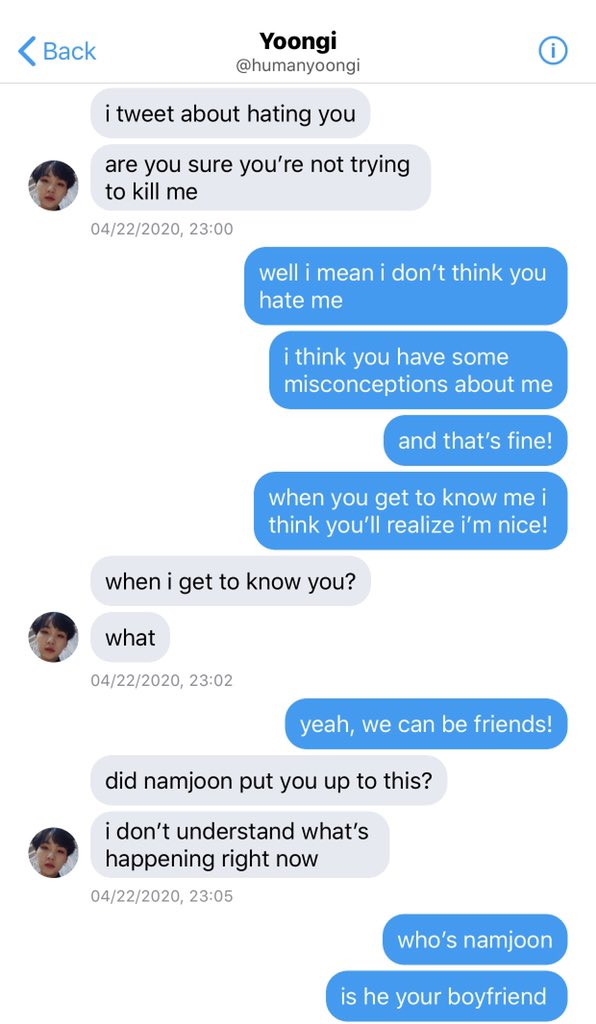 Back
Yoongi
@humanyoongi
i tweet about hating you
are you sure you’re not trying
to kill me
04/22/2020, 23:00
well i mean i don’t think you
hate me
i think you have some
misconceptions about me
and that’s fine!
when you get to know me i
think you’ll realize i’m nice!
when i get to know you?
what
04/22/2020, 23:02
yeah, we can be friends!
did namjoon put you up to this?
i don’t understand what’s
happening right now
04/22/2020, 23:05
who’s namjoon
is he your boyfriend